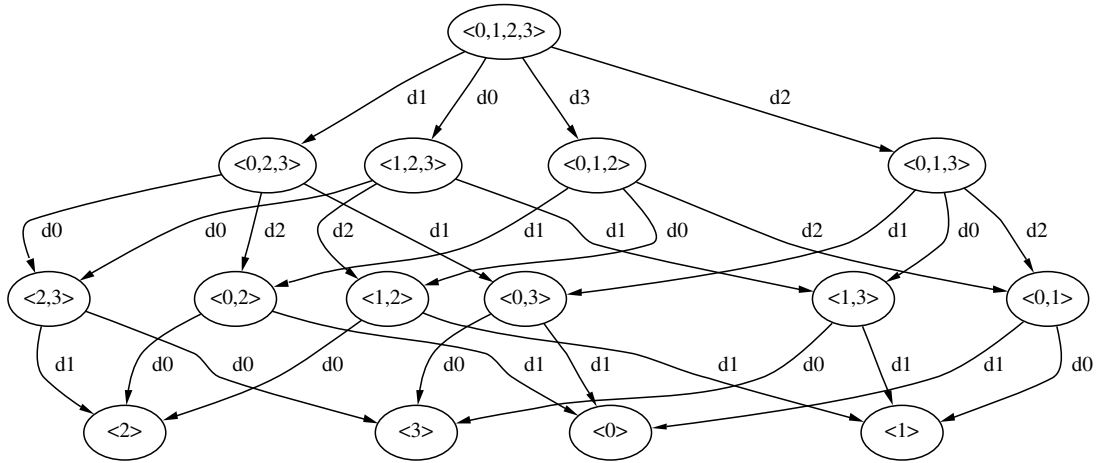 <0,1,2,3>
d1 d0 d3 d2
<0,2,3> <1,2,3> <0,1,2> <0,1,3>
d0 d0 d2 d2 d1 d1 d1 d0 d2 d1 d0 d2
<2,3> <0,2> <1,2> <0,3> <1,3> <0,1>
d1 d0 d0 d0 d0 d1 d1 d1 d0 d1 d1 d0
<2> <3> <0> <1>